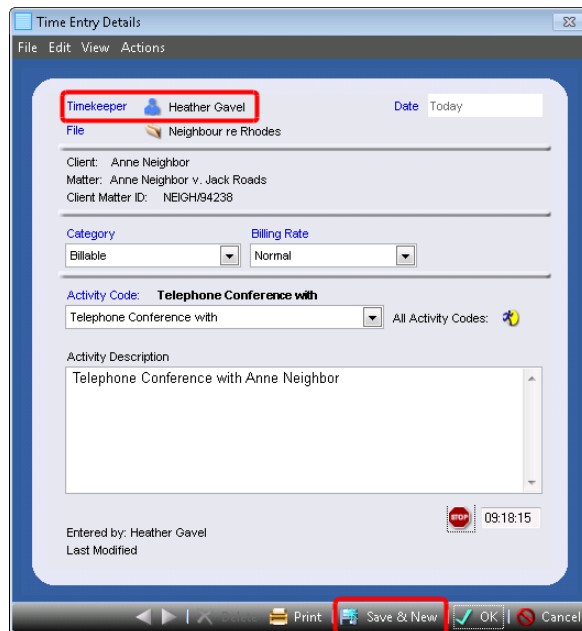 Time Entry Details
File Edit View Actions
Timekeeper Heather Gavel Date Today
File Neighbour re Rhodes
Client: Anne Neighbor
Matter: Anne Neighbor v. Jack Roads
Client Matter ID: NEIGH/94238
Category Billing Rate
Billable Normal
Activity Code: Telephone Conference with
Telephone Conference with All Activity Codes:
Activity Description
Telephone Conference with Anne Neighbor
STOP 09:18:15
Entered by: Heather Gavel
Last Modified
Delete Print Save & New OK Cancel